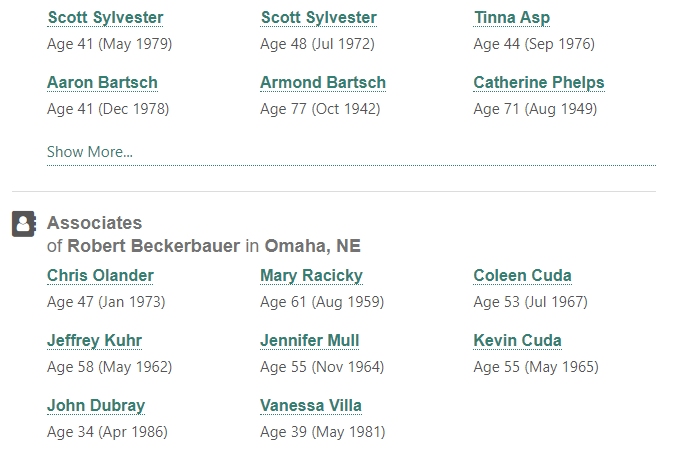 Scott Sylvester Scott Sylvester Tinna Asp
Age 41 (May 1979) Age 48 (Jul 1972) Age 44 (Sep 1976)
Aaron Bartsch Armond Bartsch Catherine Phelps
Age 41 (Dec 1978) Age 77 (Oct 1942) Age 71 (Aug 1949)
Show More...
Associates
of Robert Beckerbauer in Omaha, NE
Chris Olander Mary Racicky Coleen Cuda
Age 47 (Jan 1973) Age 61 (Aug 1959) Age 53 (Jul 1967)
Jeffrey Kuhr Jennifer Mull Kevin Cuda
Age 58 (May 1962) Age 55 (Nov 1964) Age 55 (May 1965)
John Dubray Vanessa Villa
Age 34 (Apr 1986) Age 39 (May 1981)